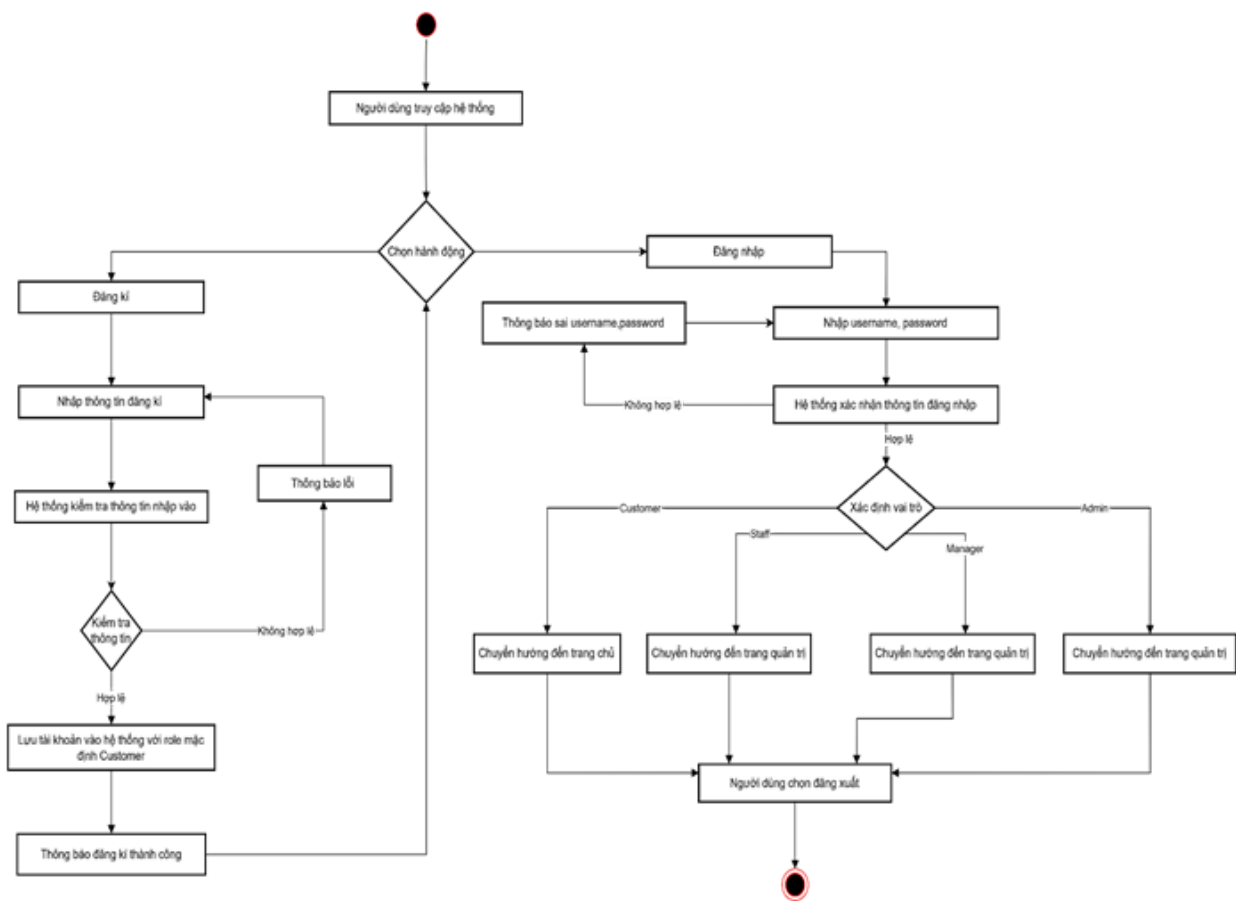 Người dùng truy cập hệ thống
Chọn hành động
Đăng nhập
Đăng kí
Thông báo sai username,password
Nhập username, password
Nhập thông tin đăng kí
Không hợp lệ
Hệ thống xác nhận thông tin đăng nhập
Hợp lệ
Thông báo lỗi
Hệ thống kiểm tra thông tin nhập vào
Customer
Xác định vai trò
Admin
Staff
Manager
Kiểm tra
thông tin
Không hợp lệ
Chuyển hướng đến trang chủ
Chuyển hướng đến trang quản trị
Chuyển hướng đến trang quản trị
Chuyển hướng đến trang quản trị
Hợp lệ
Lưu tài khoản vào hệ thống với role mặc
định Customer
Người dùng chọn đăng xuất
Thông báo đăng kí thành công